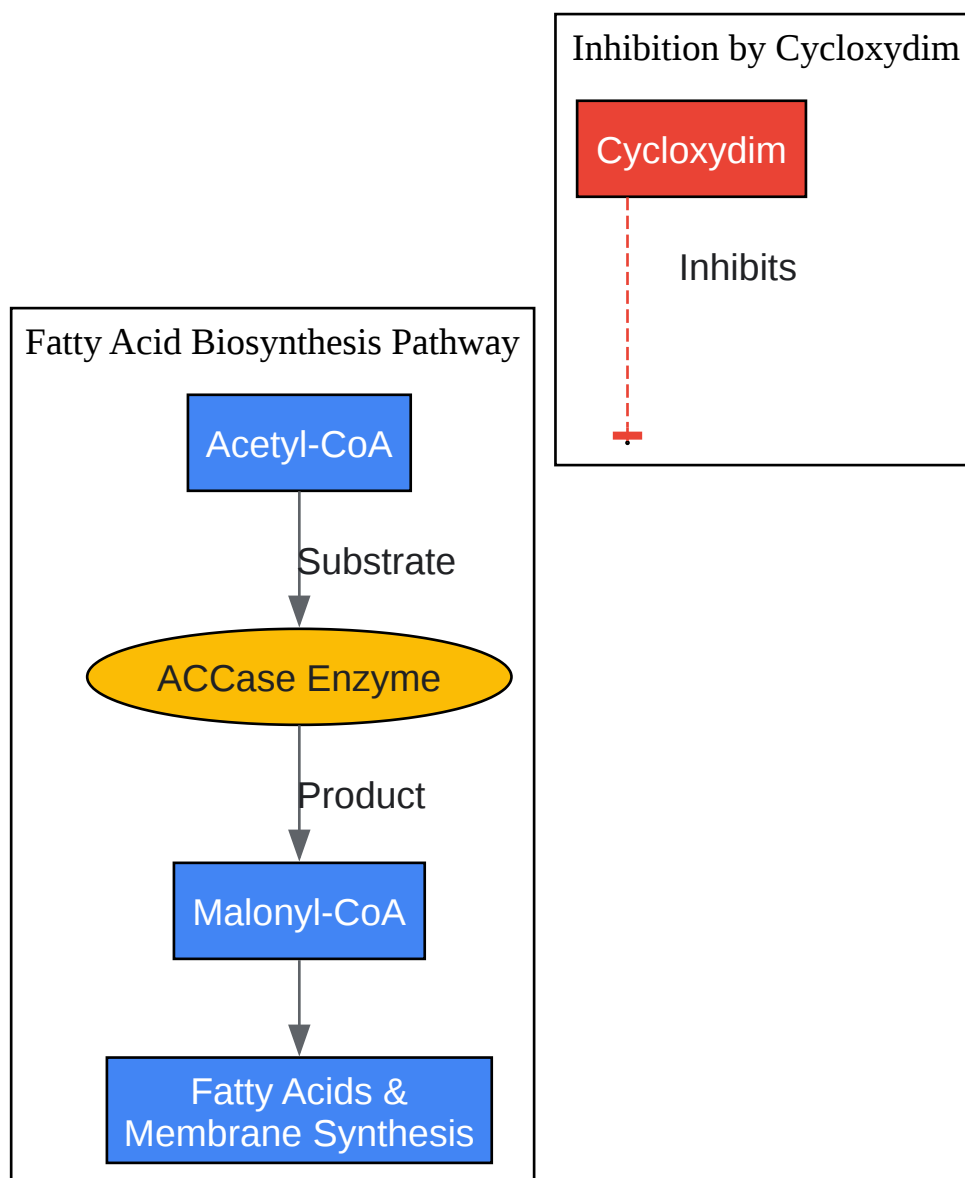 Inhibition by Cycloxydim
Cycloxydim
Inhibits
Fatty Acid Biosynthesis Pathway
Acetyl-CoA
Substrate
ACCase Enzyme
Product
Malonyl-CoA
Fatty Acids &
Membrane Synthesis